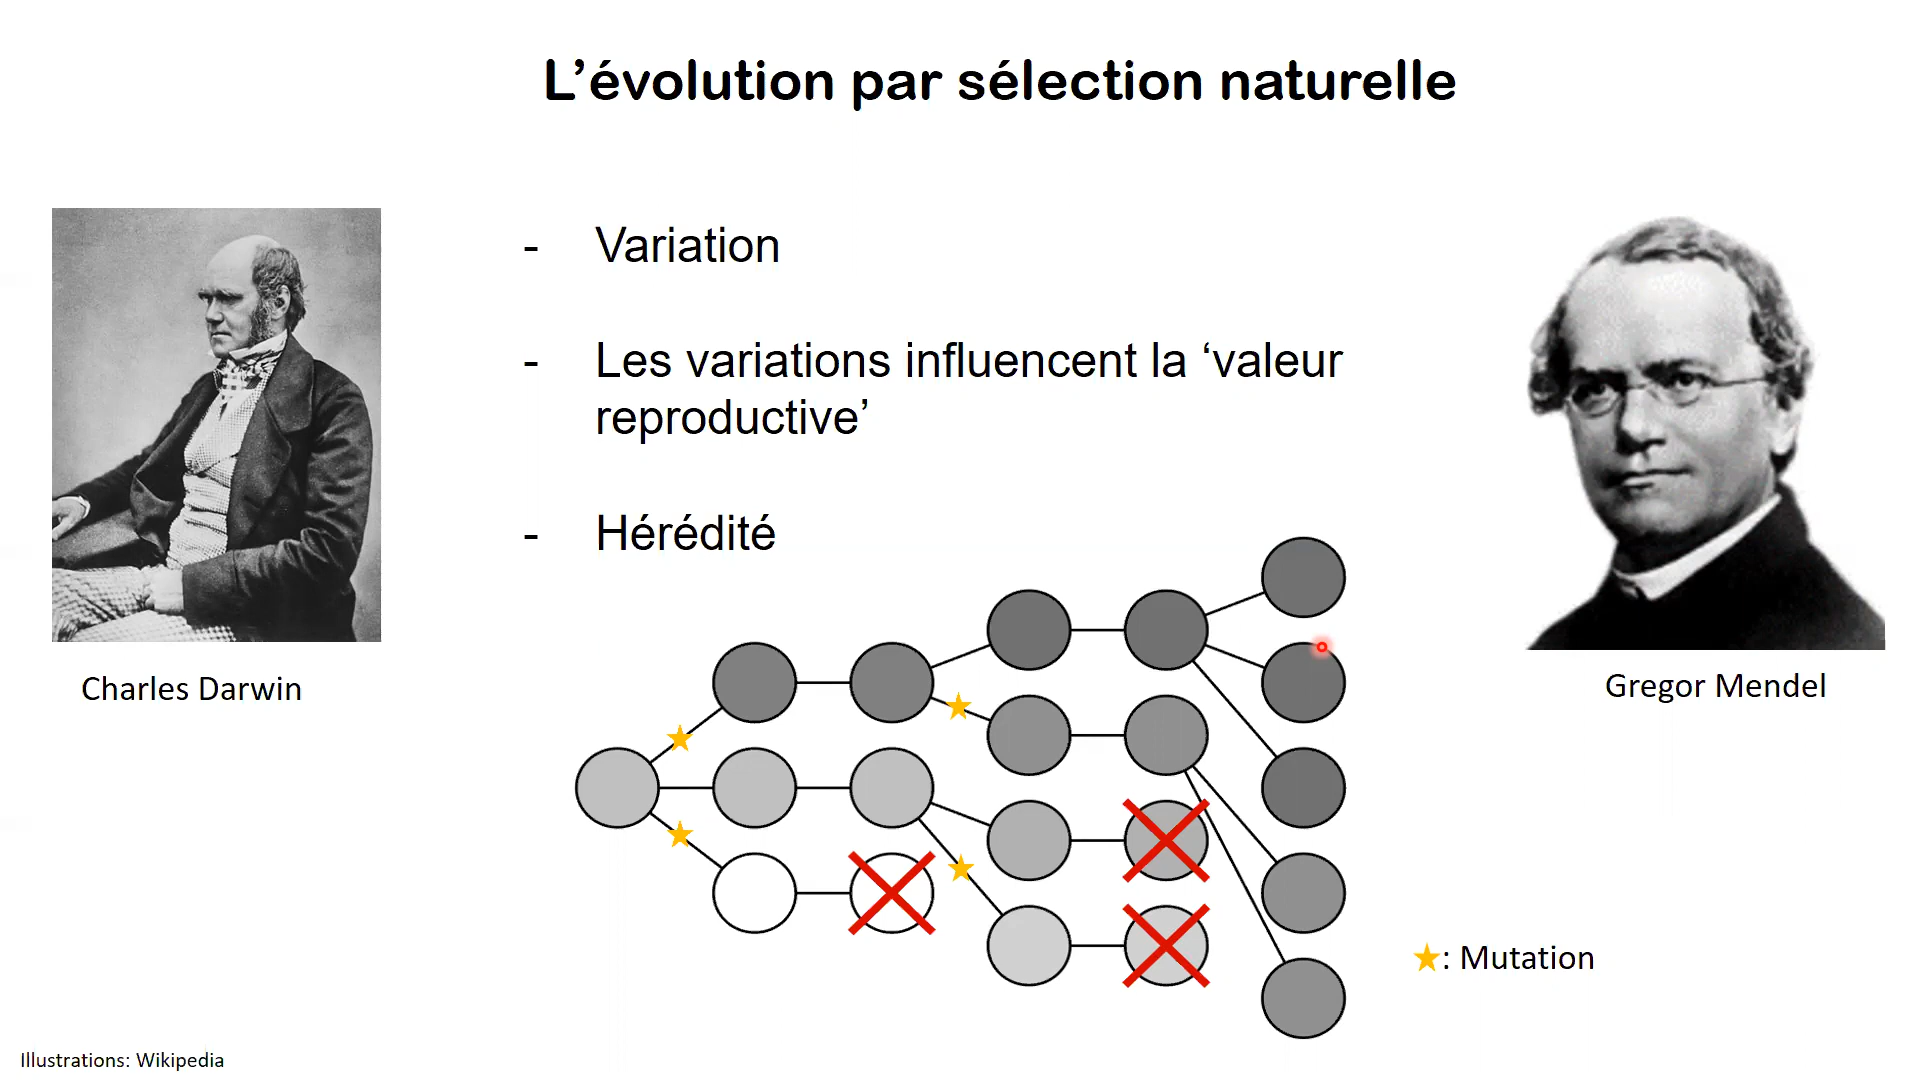 L’évolution par sélection naturelle
- Variation
- Les variations influencent la ‘valeur
reproductive’
- Hérédité
Charles Darwin
Gregor Mendel
: Mutation
Illustrations: Wikipedia